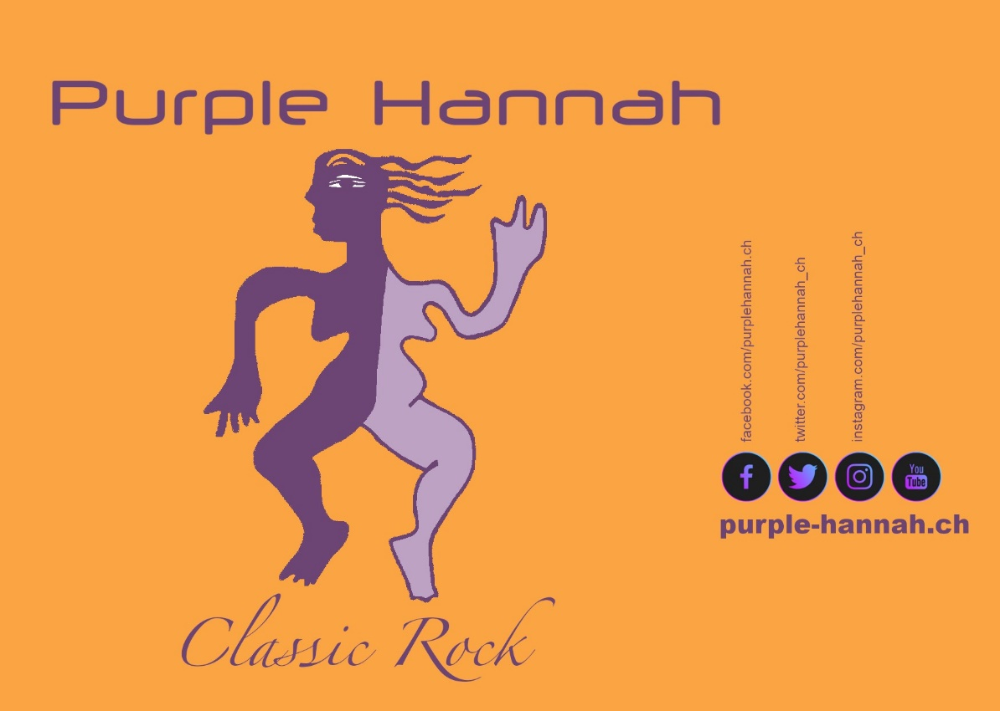 Purple Hannah
facebook.com/purplehannah.ch
twitter.com/purplehannah_ch
instagram.com/purplehannah_ch
You
Tube
purple-hannah.ch
Classic Rock